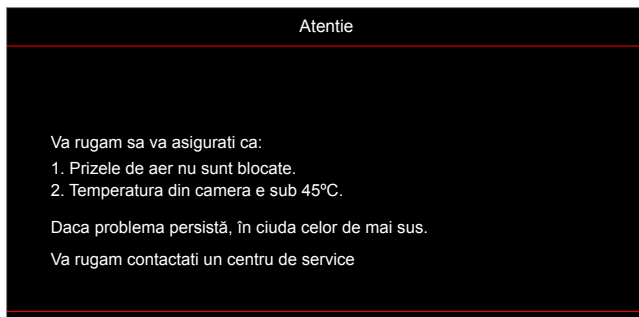 Atentie
Va rugam sa va asigurati ca:
1. Prizele de aer nu sunt blocate.
2. Temperatura din camera e sub 45ºC.
Daca problema persistă, în ciuda celor de mai sus.
Va rugam contactati un centru de service